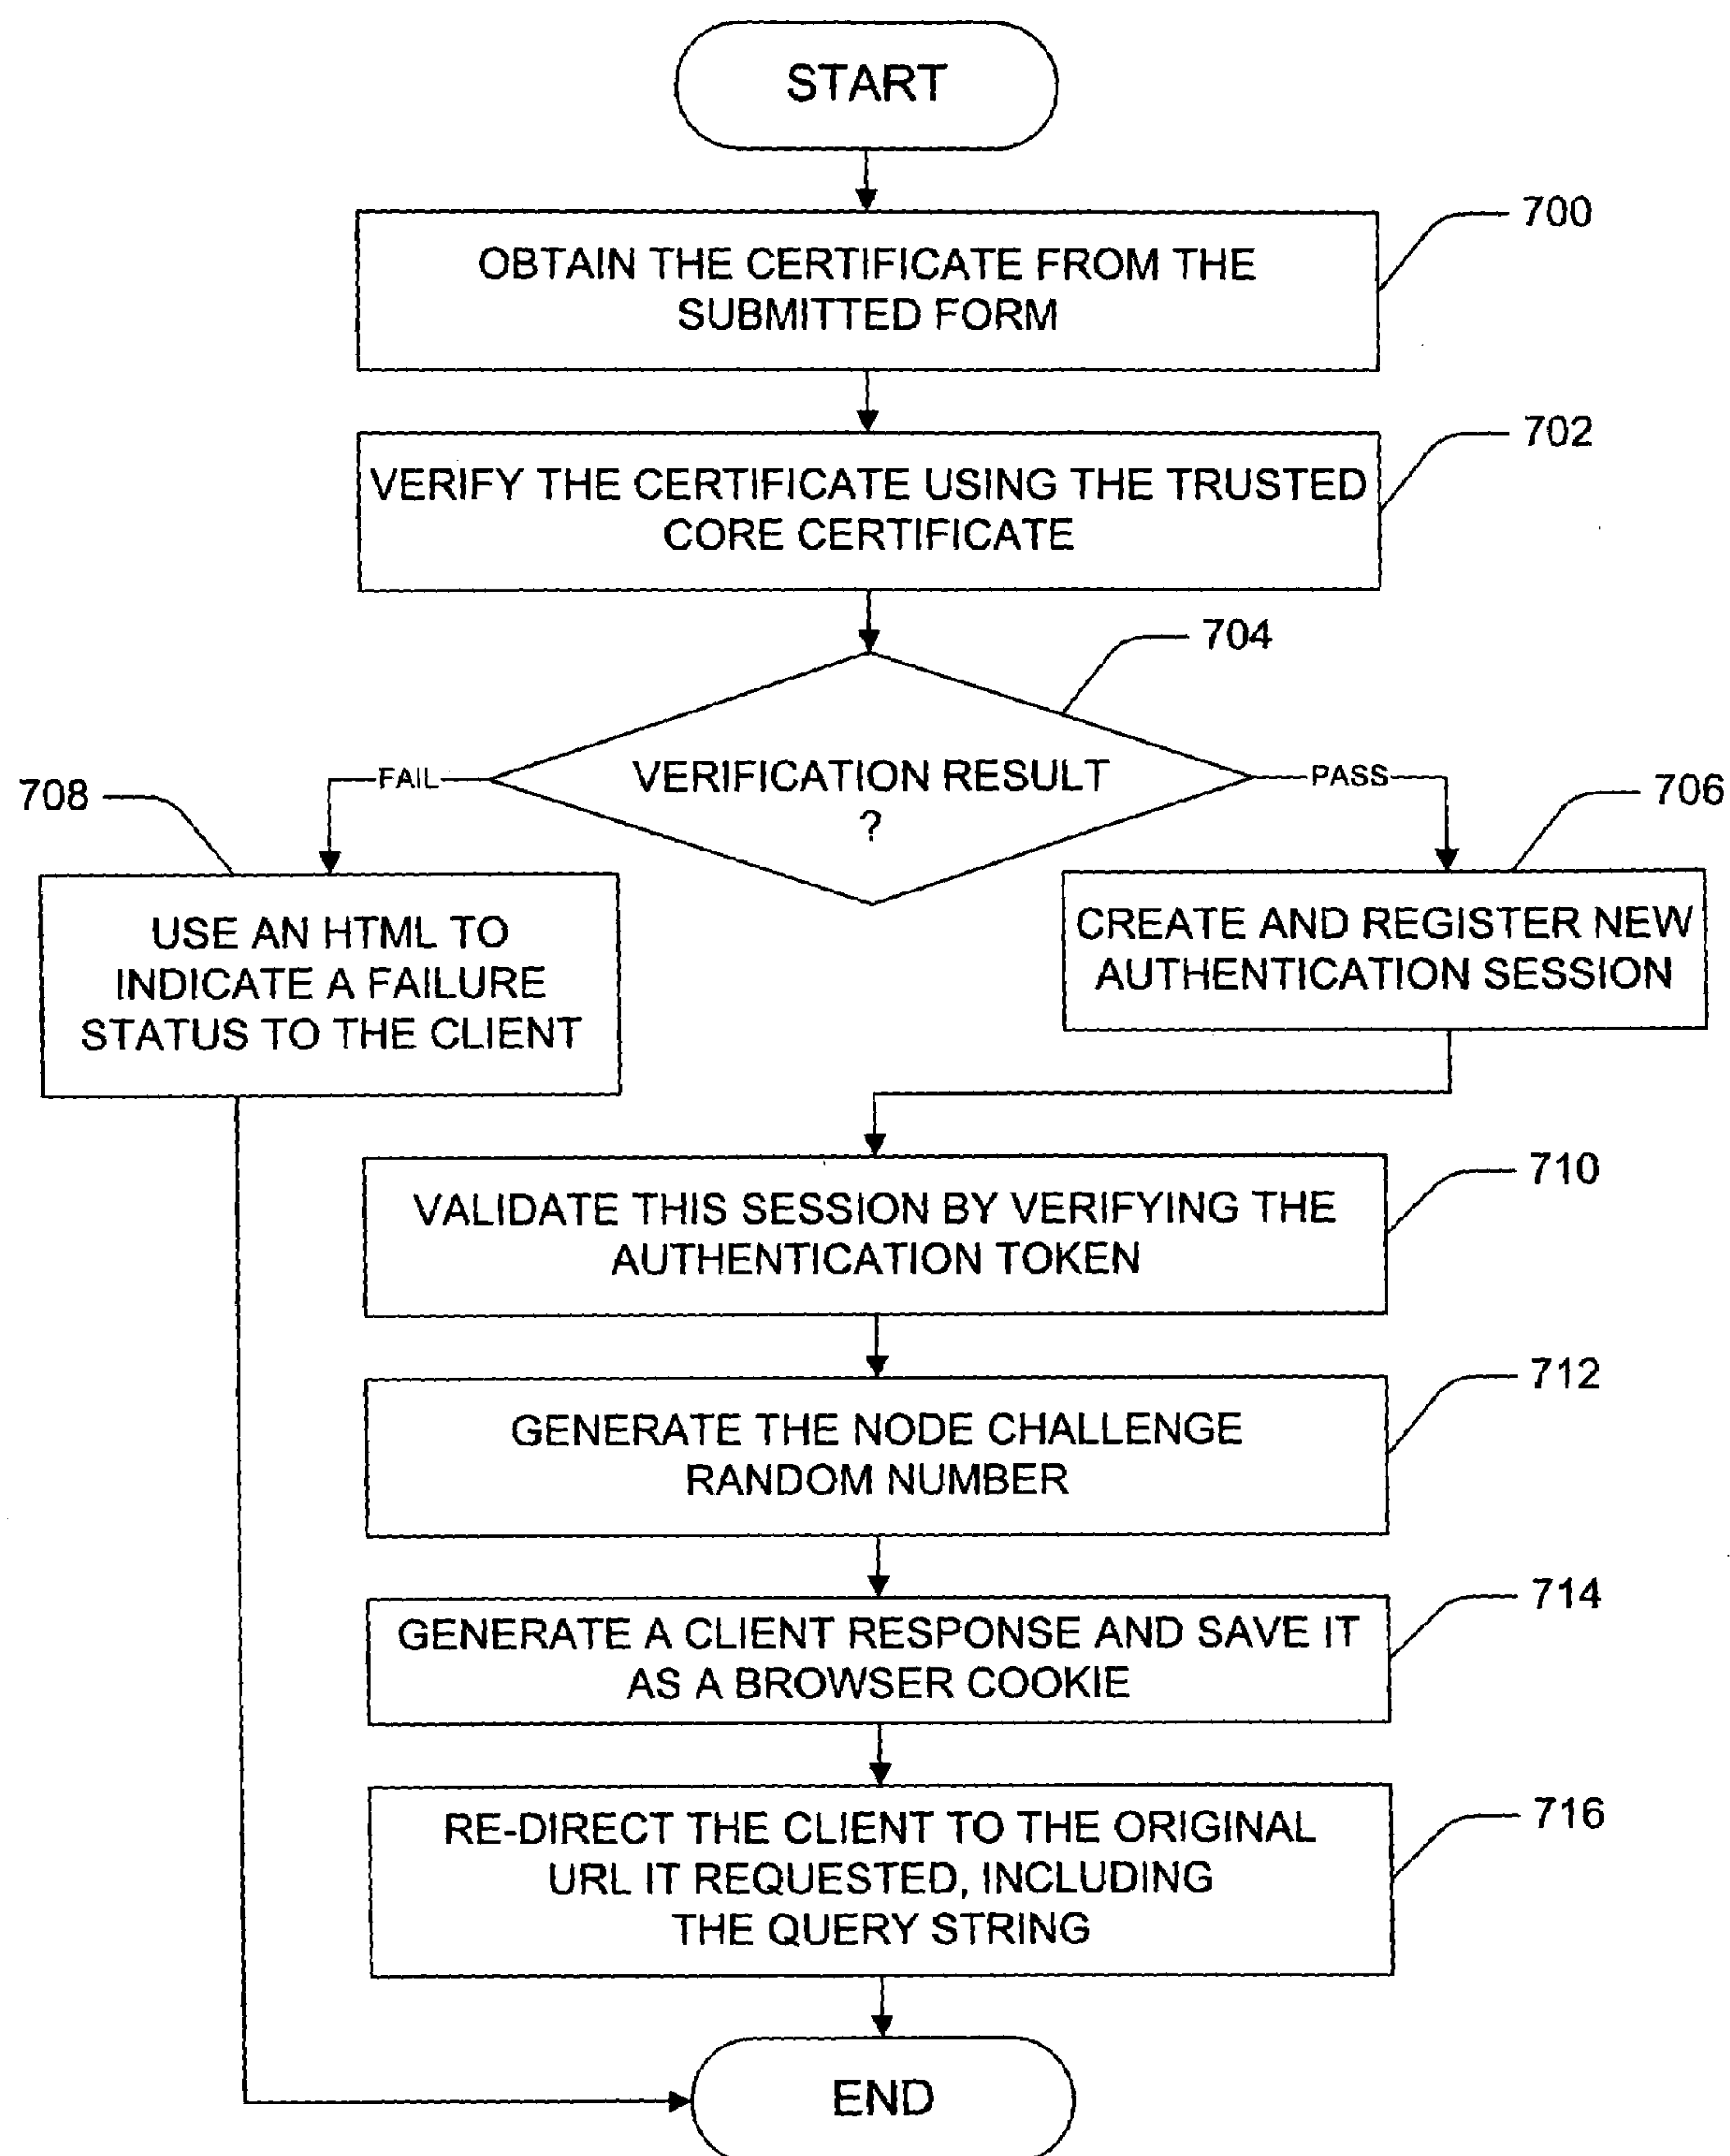 START
700
OBTAIN THE CERTIFICATE FROM THE
SUBMITTED FORM
702
VERIFY THE CERTIFICATE USING THE TRUSTED
CORE CERTIFICATE
704
VERIFICATION RESULT
?
FAIL
PASS
708
706
USE AN HTML TO
INDICATE A FAILURE
STATUS TO THE CLIENT
CREATE AND REGISTER NEW
AUTHENTICATION SESSION
710
VALIDATE THIS SESSION BY VERIFYING THE
AUTHENTICATION TOKEN
712
GENERATE THE NODE CHALLENGE
RANDOM NUMBER
714
GENERATE A CLIENT RESPONSE AND SAVE IT
AS A BROWSER COOKIE
716
RE-DIRECT THE CLIENT TO THE ORIGINAL
URL IT REQUESTED, INCLUDING
THE QUERY STRING
END